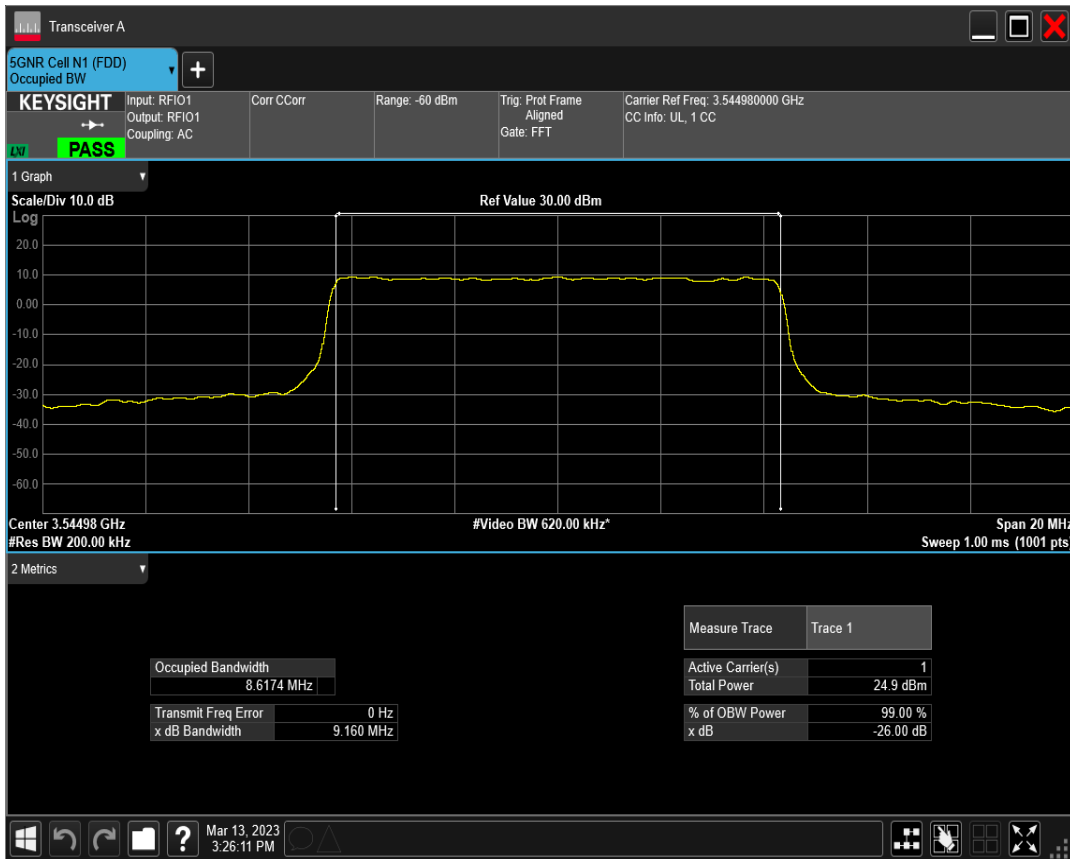 Transceiver A
5GNR Cell N1 (FDD)
Occupied BW
+
KEYSIGHT
LXI
PASS
Input: RFIO1
Output: RFIO1
Coupling: AC
Corr CCorr
Range: -60 dBm
Trig: Prot Frame
Aligned
Gate: FFT
Carrier Ref Freq: 3.544980000 GHz
CC Info: UL, 1 CC
1 Graph
Scale/Div 10.0 dB
Ref Value 30.00 dBm
Log
20.0
10.0
0.00
-10.0
-20.0
-30.0
-40.0
-50.0
-60.0
Center 3.54498 GHz
#Video BW 620.00 kHz*
Span 20 MHz
#Res BW 200.00 kHz
Sweep 1.00 ms (1001 pts)
2 Metrics
Measure Trace Trace 1
Occupied Bandwidth
8.6174 MHz
Active Carrier(s) 1
Total Power 24.9 dBm
Transmit Freq Error 0 Hz
x dB Bandwidth 9.160 MHz
% of OBW Power 99.00 %
x dB -26.00 dB
?
Mar 13, 2023
3:26:11 PM